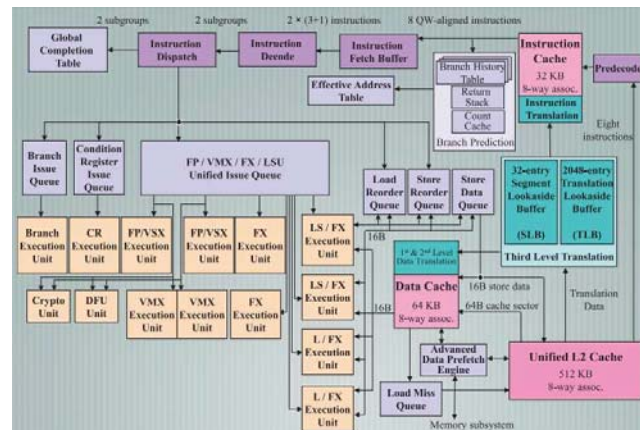 2 subgroups
2 subgroups
2 × (3+1) instructions
8 QW-aligned instructions
Global
Completion
Table
Instruction
Dispatch
Instruction
Deende
Instruction
Fetch Buffer
Branch History
Table
Return
Stack
Count
Cache
Branch Prediction
Effective Address
Table
Instruction
Cache
32 KB
8-way assoc.
Instruction
Translation
Predecode
Eight
instructions
Branch
Issue
Queue
Condition
Register
Issue
Queue
FP / VMX / FX / LSU
Unified Issue Queue
Load
Reorder
Queue
Store
Reorder
Queue
Store
Data
Queue
32-entry
Segment
Lookaside
Buffer
(SLB)
2048-entry
Translation
Lookaside
Buffer
(TLB)
Third Level Translation
Branch
Execution
Unit
CR
Execution
Unit
FP/VSX
Execution
Unit
FP/VSX
Execution
Unit
FX
Execution
Unit
LS / FX
Execution
Unit
16B
Crypto
Unit
DFU
Unit
VMX
Execution
Unit
VMX
Execution
Unit
FX
Execution
Unit
LS / FX
Execution
Unit
16B
1st & 2nd Level
Data Translation
Data Cache
64 KB
8-way assoc.
16B store data
64B cache sector
Translation
Data
L / FX
Execution
Unit
L / FX
Execution
Unit
Advanced
Data Prefetch
Engine
Load Miss
Queue
Unified L2 Cache
512 KB
8-way assoc.
Memory subsystem